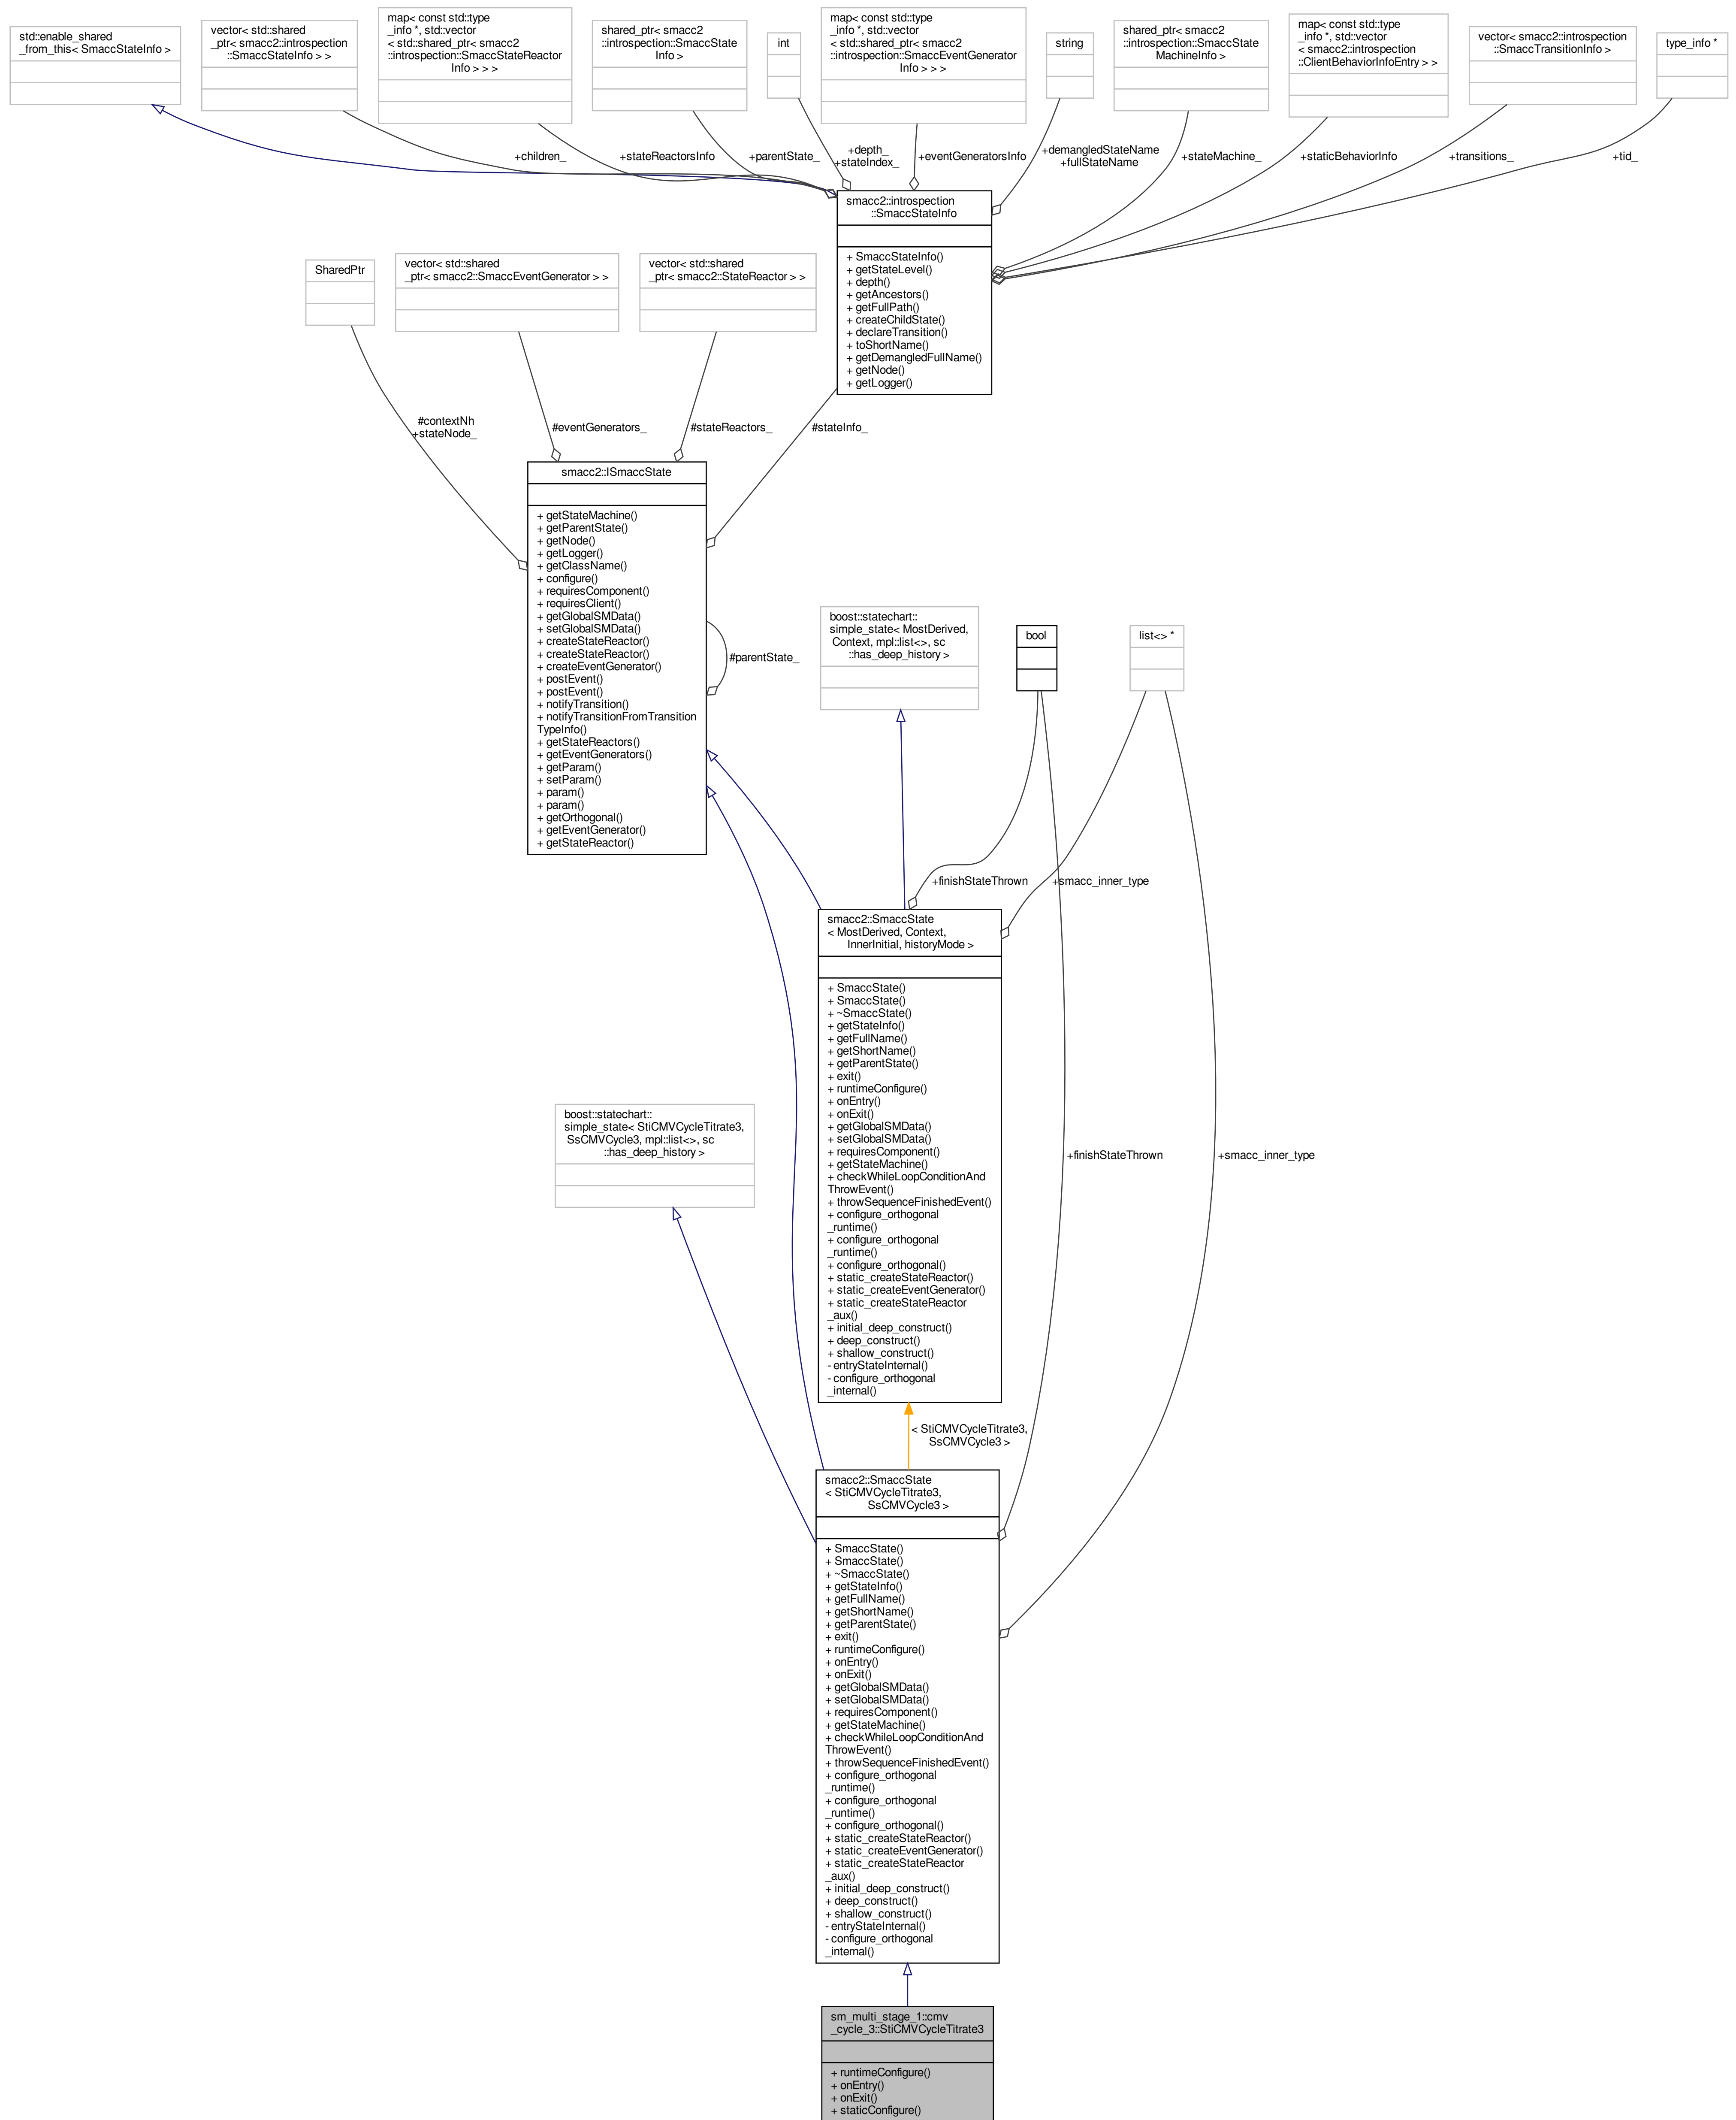 std::enable_shared
_from_this< SmaccStateInfo >
vector< std::shared
_ptr< smacc2::introspection
::SmaccStateInfo > >
map< const std::type
_info *, std::vector
< std::shared_ptr< smacc2
::introspection::SmaccStateReactor
Info > > >
shared_ptr< smacc2
::introspection::SmaccState
Info >
int
map< const std::type
_info *, std::vector
< std::shared_ptr< smacc2
::introspection::SmaccEventGenerator
Info > > >
string
shared_ptr< smacc2
::introspection::SmaccState
MachineInfo >
map< const std::type
_info *, std::vector
< smacc2::introspection
::ClientBehaviorInfoEntry > >
vector< smacc2::introspection
::SmaccTransitionInfo >
type_info *
+children_
+stateReactorsInfo
+parentState_
+depth_
+stateIndex_
+eventGeneratorsInfo
+demangledStateName
+fullStateName
+stateMachine_
+staticBehaviorInfo
+transitions_
+tid_
smacc2::introspection
::SmaccStateInfo
+ SmaccStateInfo()
+ getStateLevel()
+ depth()
+ getAncestors()
+ getFullPath()
+ createChildState()
+ declareTransition()
+ toShortName()
+ getDemangledFullName()
+ getNode()
+ getLogger()
SharedPtr
vector< std::shared
_ptr< smacc2::SmaccEventGenerator > >
vector< std::shared
_ptr< smacc2::StateReactor > >
#contextNh
+stateNode_
#eventGenerators_
#stateReactors_
#stateInfo_
smacc2::ISmaccState
+ getStateMachine()
+ getParentState()
+ getNode()
+ getLogger()
+ getClassName()
+ configure()
+ requiresComponent()
+ requiresClient()
+ getGlobalSMData()
+ setGlobalSMData()
+ createStateReactor()
+ createStateReactor()
+ createEventGenerator()
+ postEvent()
+ postEvent()
+ notifyTransition()
+ notifyTransitionFromTransition
TypeInfo()
+ getStateReactors()
+ getEventGenerators()
+ getParam()
+ setParam()
+ param()
+ param()
+ getOrthogonal()
+ getEventGenerator()
+ getStateReactor()
#parentState_
boost::statechart::
simple_state< MostDerived,
Context, mpl::list<>, sc
::has_deep_history >
bool
list<> *
+finishStateThrown
+smacc_inner_type
smacc2::SmaccState
< MostDerived, Context,
InnerInitial, historyMode >
+ SmaccState()
+ SmaccState()
+ ~SmaccState()
+ getStateInfo()
+ getFullName()
+ getShortName()
+ getParentState()
+ exit()
+ runtimeConfigure()
+ onEntry()
+ onExit()
+ getGlobalSMData()
+ setGlobalSMData()
+ requiresComponent()
+ getStateMachine()
+ checkWhileLoopConditionAnd
ThrowEvent()
+ throwSequenceFinishedEvent()
+ configure_orthogonal
_runtime()
+ configure_orthogonal
_runtime()
+ configure_orthogonal()
+ static_createStateReactor()
+ static_createEventGenerator()
+ static_createStateReactor
_aux()
+ initial_deep_construct()
+ deep_construct()
+ shallow_construct()
- entryStateInternal()
- configure_orthogonal
_internal()
boost::statechart::
simple_state< StiCMVCycleTitrate3,
SsCMVCycle3, mpl::list<>, sc
::has_deep_history >
+finishStateThrown
+smacc_inner_type
< StiCMVCycleTitrate3,
SsCMVCycle3 >
smacc2::SmaccState
< StiCMVCycleTitrate3,
SsCMVCycle3 >
+ SmaccState()
+ SmaccState()
+ ~SmaccState()
+ getStateInfo()
+ getFullName()
+ getShortName()
+ getParentState()
+ exit()
+ runtimeConfigure()
+ onEntry()
+ onExit()
+ getGlobalSMData()
+ setGlobalSMData()
+ requiresComponent()
+ getStateMachine()
+ checkWhileLoopConditionAnd
ThrowEvent()
+ throwSequenceFinishedEvent()
+ configure_orthogonal
_runtime()
+ configure_orthogonal
_runtime()
+ configure_orthogonal()
+ static_createStateReactor()
+ static_createEventGenerator()
+ static_createStateReactor
_aux()
+ initial_deep_construct()
+ deep_construct()
+ shallow_construct()
- entryStateInternal()
- configure_orthogonal
_internal()
sm_multi_stage_1::cmv
_cycle_3::StiCMVCycleTitrate3
+ runtimeConfigure()
+ onEntry()
+ onExit()
+ staticConfigure()